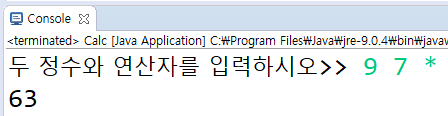 Console
<terminated> Calc [Java Application] C:₩Program Files₩Java₩jre-9.0.4₩bin₩javaw
두 정수와 연산자를 입력하시오>> 9 7 *
63